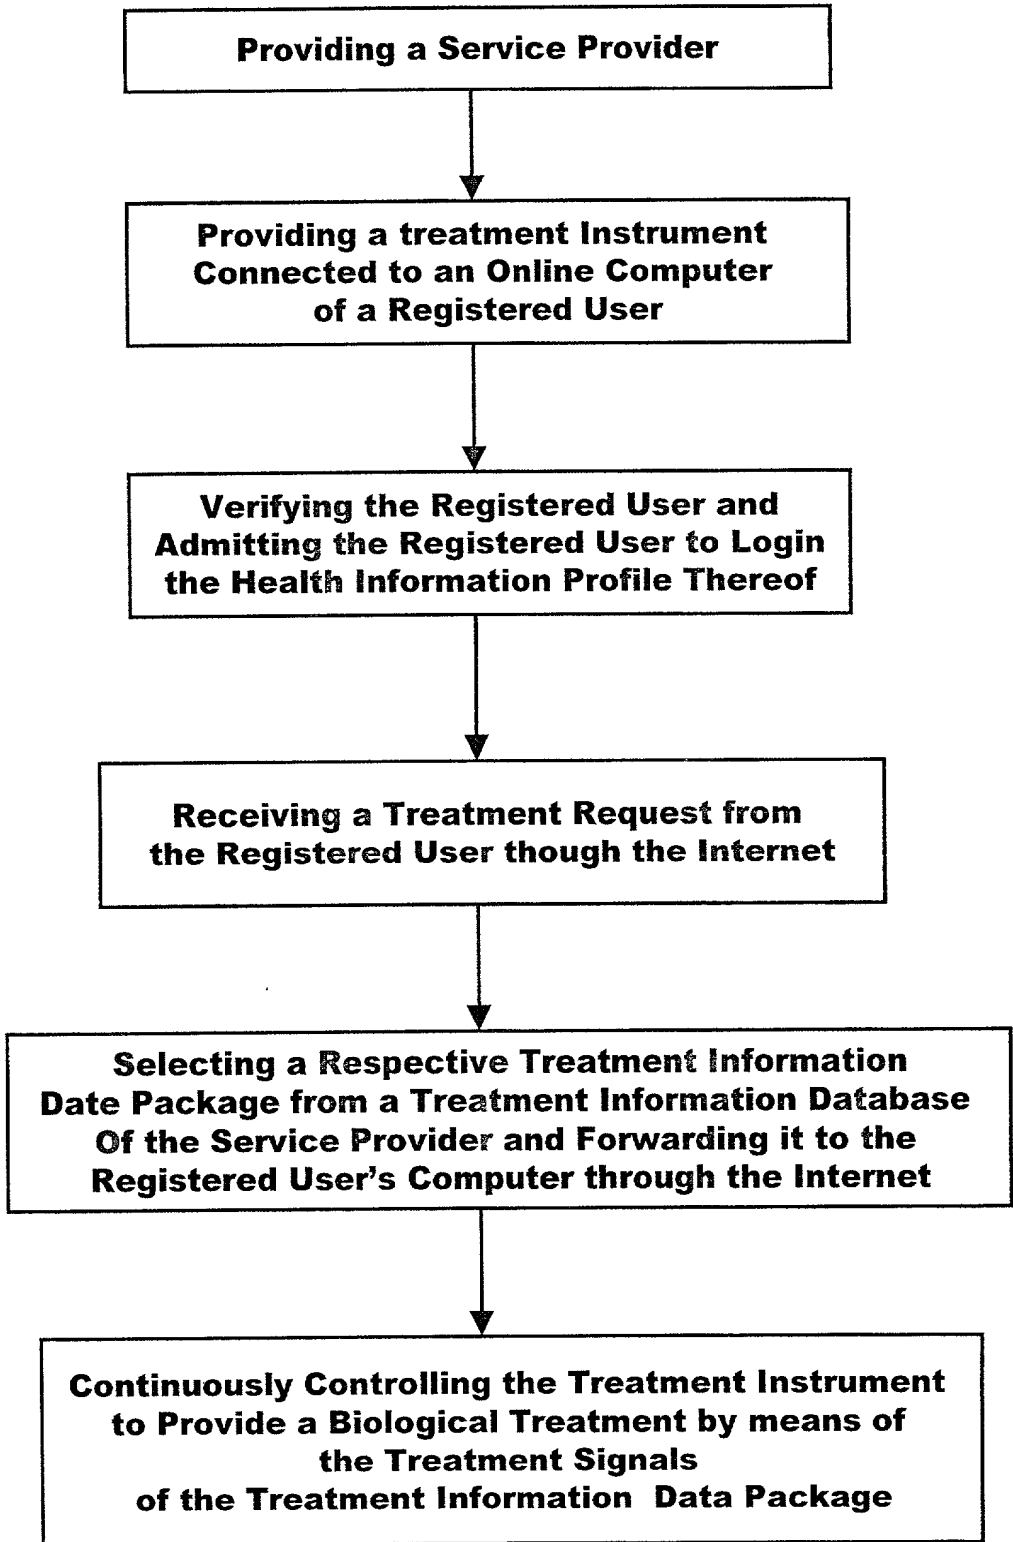 Providing a Service Provider
Providing a treatment Instrument
Connected to an Online Computer
of a Registered User
Verifying the Registered User and
Admitting the Registered User to Login
the Health Information Profile Thereof
Receiving a Treatment Request from
the Registered User though the Internet
Selecting a Respective Treatment Information
Date Package from a Treatment Information Database
Of the Service Provider and Forwarding it to the
Registered User's Computer through the Internet
Continuously Controlling the Treatment Instrument
to Provide a Biological Treatment by means of
the Treatment Signals
of the Treatment Information Data Package